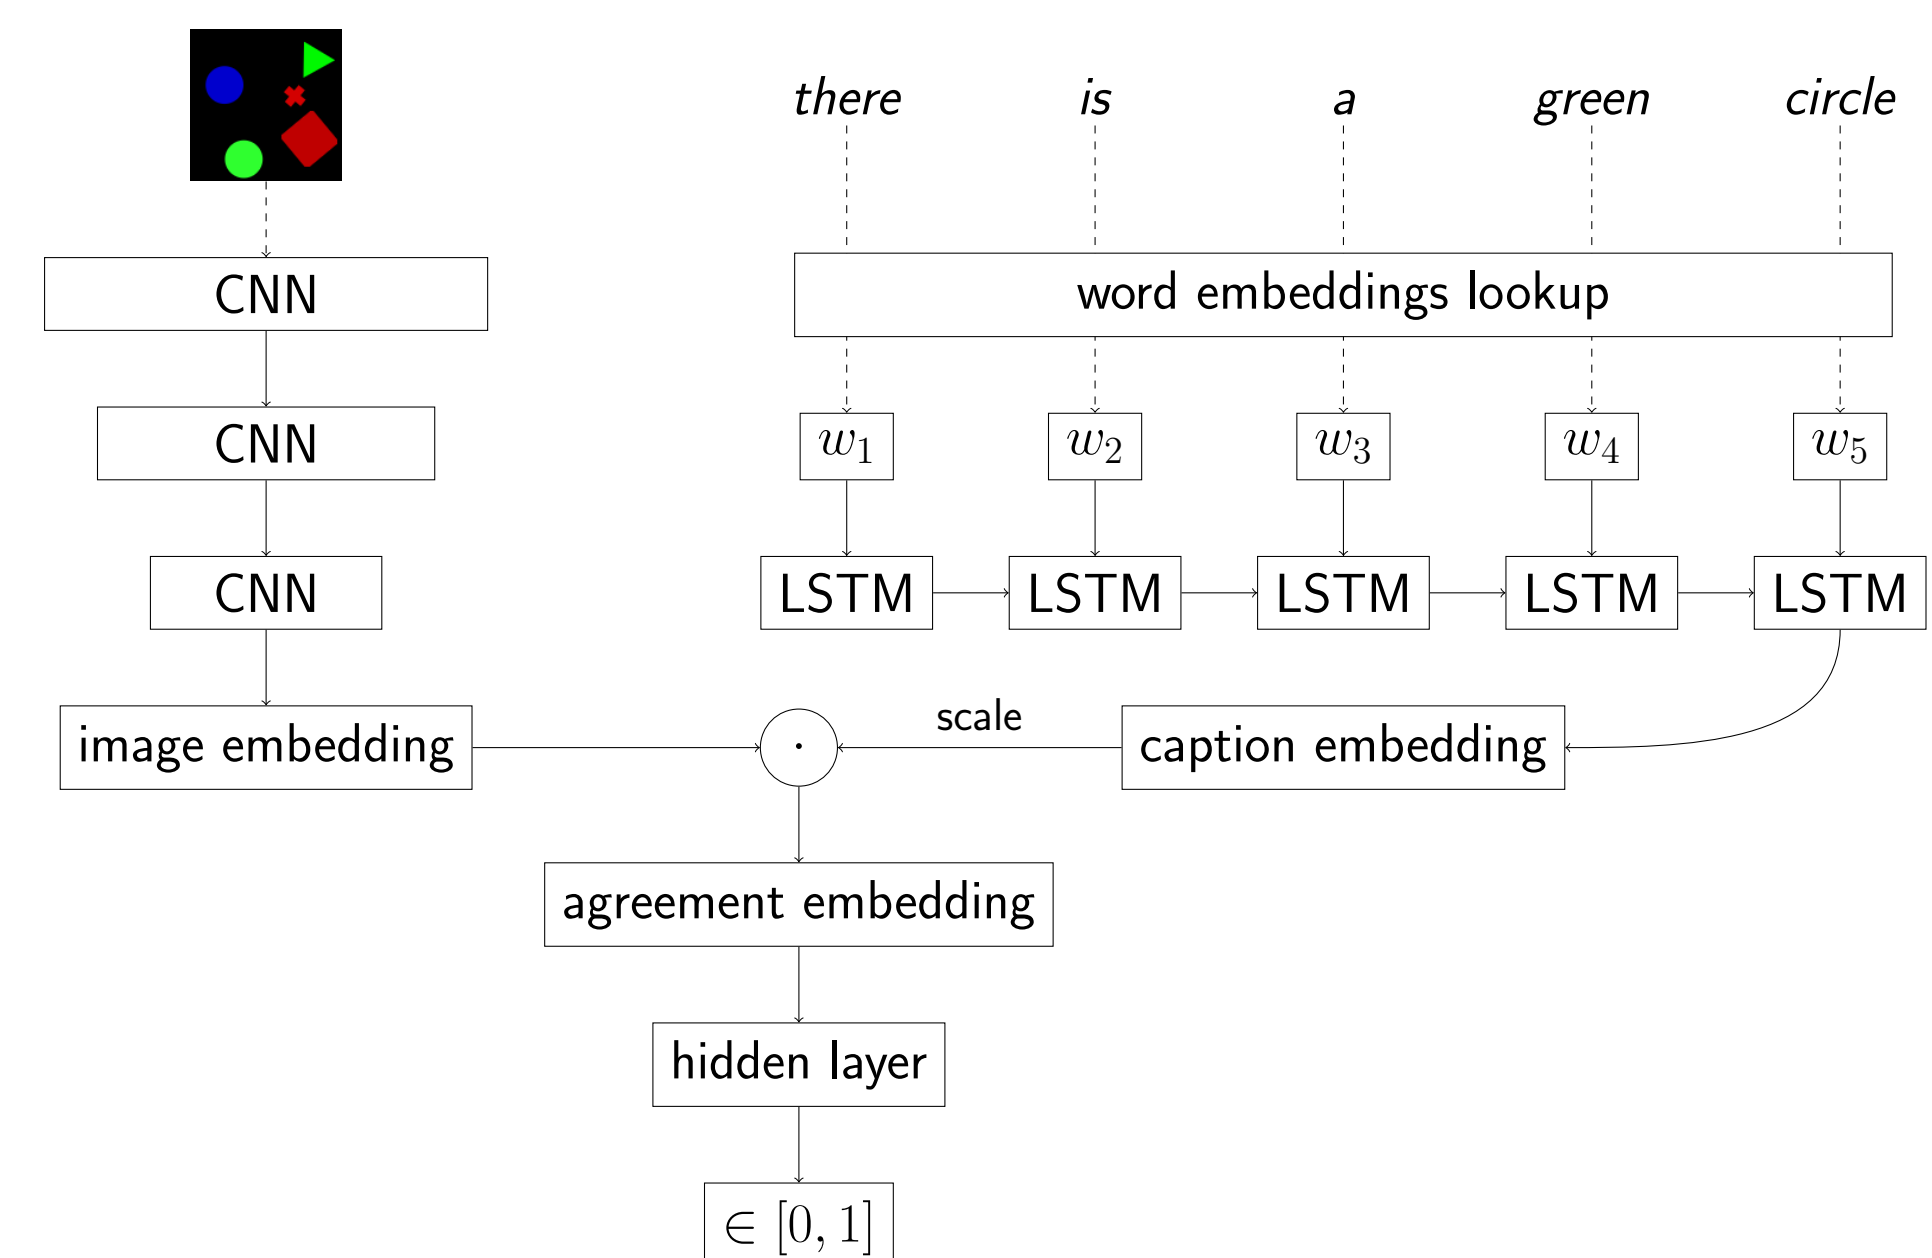 there is a green circle
CNN
word embeddings lookup
CNN
w₁ w₂ w₃ w₄ w₅
CNN
LSTM LSTM LSTM LSTM LSTM
scale
image embedding
·
caption embedding
agreement embedding
hidden layer
∈ [0, 1]